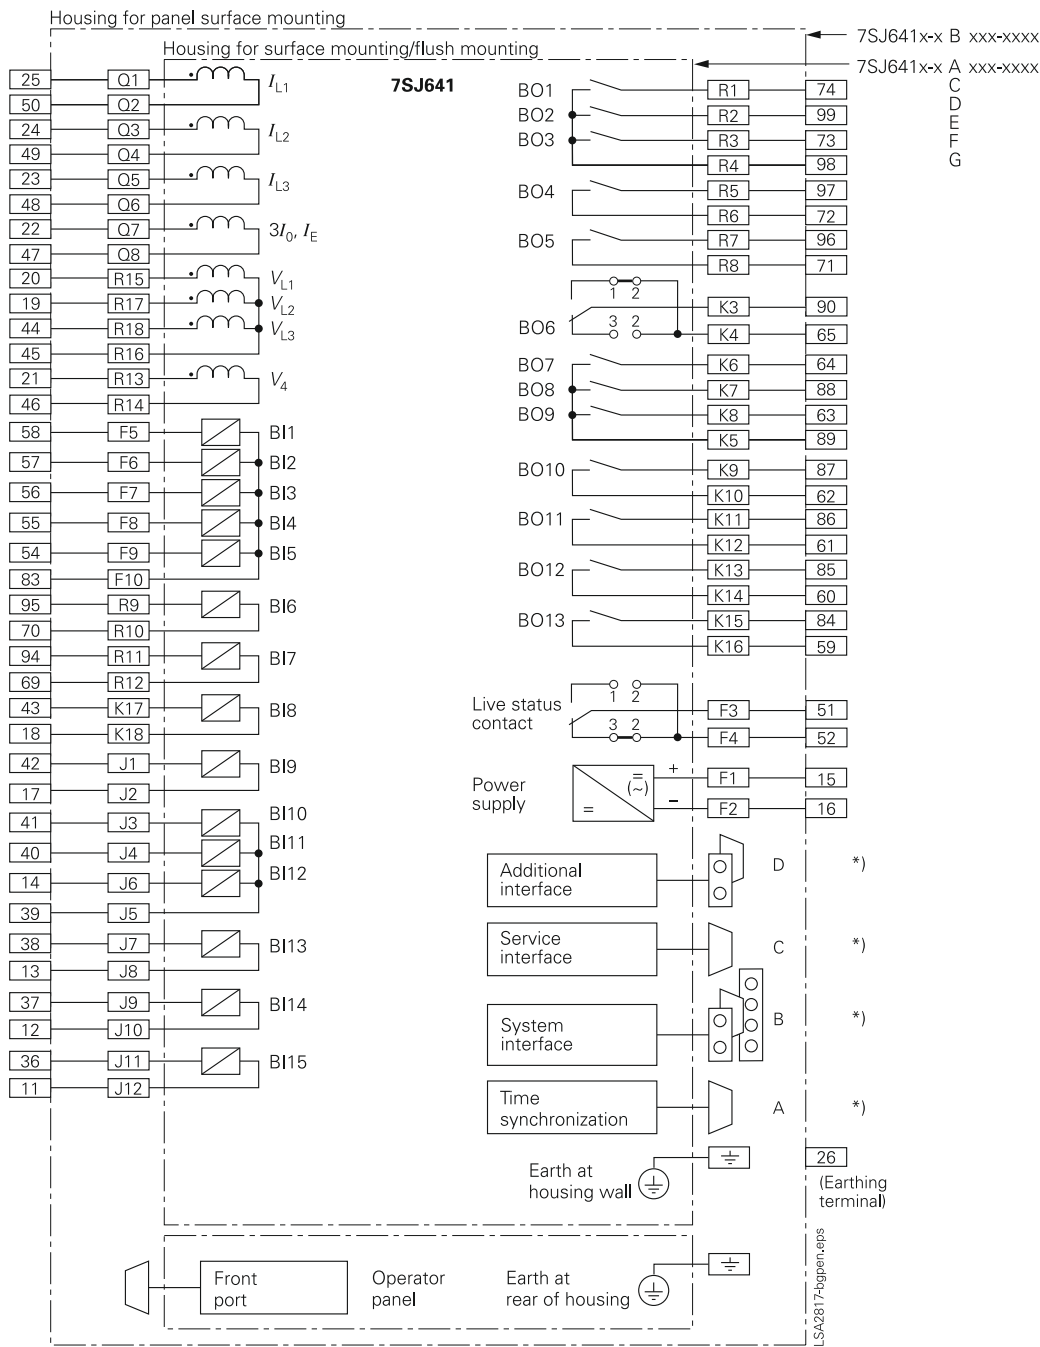 Housing for panel surface mounting
7SJ641x-x B xxx-xxxx
Housing for surface mounting/flush mounting
7SJ641x-x A xxx-xxxx
C
D
E
F
G
7SJ641
25 Q1 I L1
50 Q2
24 Q3 I L2
49 Q4
23 Q5 I L3
48 Q6
22 Q7 3I0, IE
47 Q8
20 R15 VL1
19 R17 VL2
44 R18 VL3
45 R16
21 R13 V4
46 R14
58 F5 BI1
57 F6 BI2
56 F7 BI3
55 F8 BI4
54 F9 BI5
83 F10
95 R9 BI6
70 R10
94 R11 BI7
69 R12
43 K17 BI8
18 K18
42 J1 BI9
17 J2
41 J3 BI10
40 J4 BI11
14 J6 BI12
39 J5
38 J7 BI13
13 J8
37 J9 BI14
12 J10
36 J11 BI15
11 J12
BO1 R1 74
BO2 R2 99
BO3 R3 73
R4 98
BO4 R5 97
R6 72
BO5 R7 96
R8 71
1 2
K3 90
BO6 3 2
K4 65
BO7 K6 64
BO8 K7 88
BO9 K8 63
K5 89
BO10 K9 87
K10 62
BO11 K11 86
K12 61
BO12 K13 85
K14 60
BO13 K15 84
K16 59
1 2
Live status
contact
F3 51
3 2
F4 52
Power
supply
=
(~)
=
+ F1 15
− F2 16
Additional
interface
D *)
Service
interface
C *)
System
interface
B *)
Time
synchronization
A *)
Earth at
housing wall
26
(Earthing
terminal)
Front
port
Operator
panel
Earth at
rear of housing
LSA2817-bgpen.eps